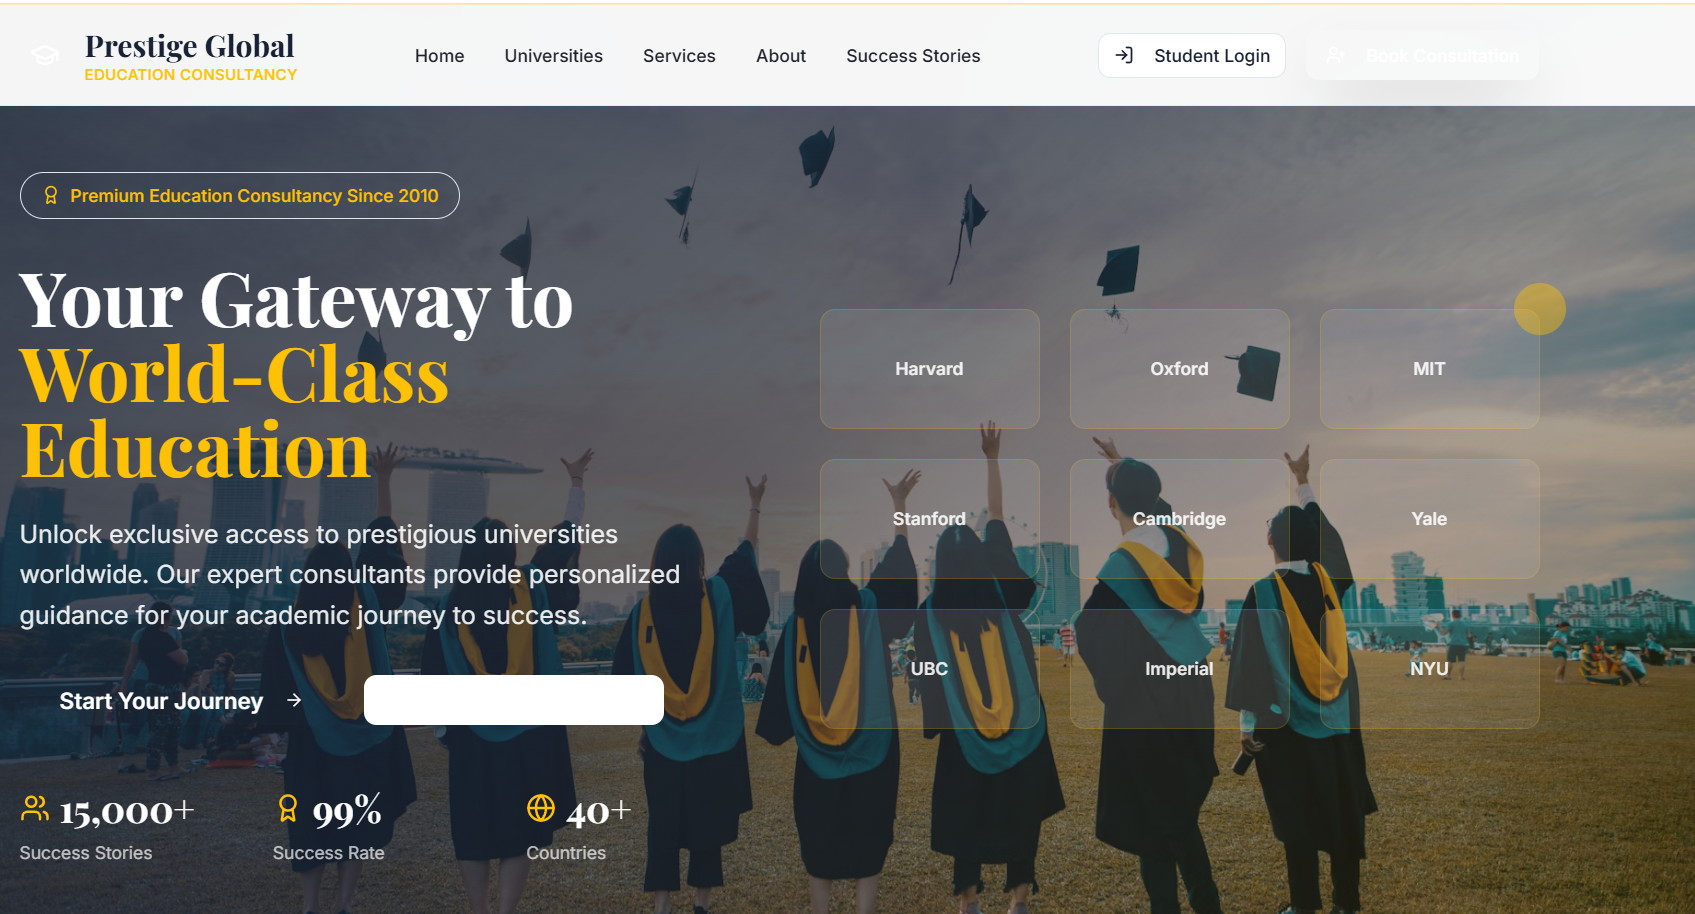 Prestige Global
EDUCATION CONSULTANCY
Home
Universities
Services
About
Success Stories
Student Login
Book Consultation
Premium Education Consultancy Since 2010
Your Gateway to
World-Class
Education
Unlock exclusive access to prestigious universities
worldwide. Our expert consultants provide personalized
guidance for your academic journey to success.
Start Your Journey
15,000+
Success Stories
99%
Success Rate
40+
Countries
Harvard
Oxford
MIT
Stanford
Cambridge
Yale
UBC
Imperial
NYU